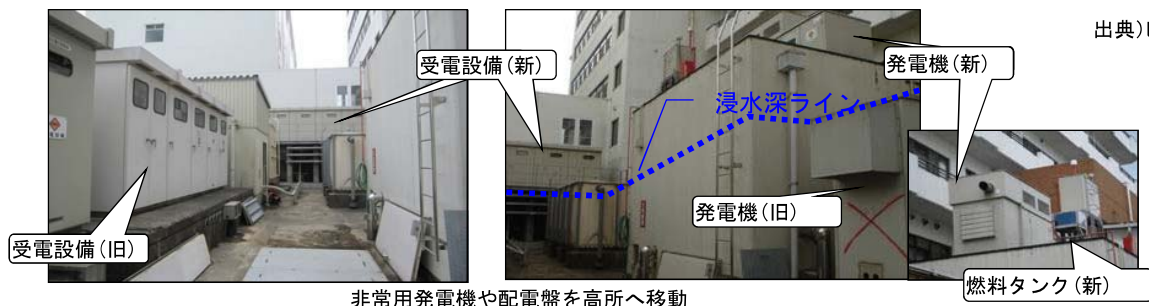 出典)
受電設備(新)
受電設備(旧)
発電機(新)
浸水深ライン
発電機(旧)
燃料タンク(新)
非常用発電機や配電盤を高所へ移動